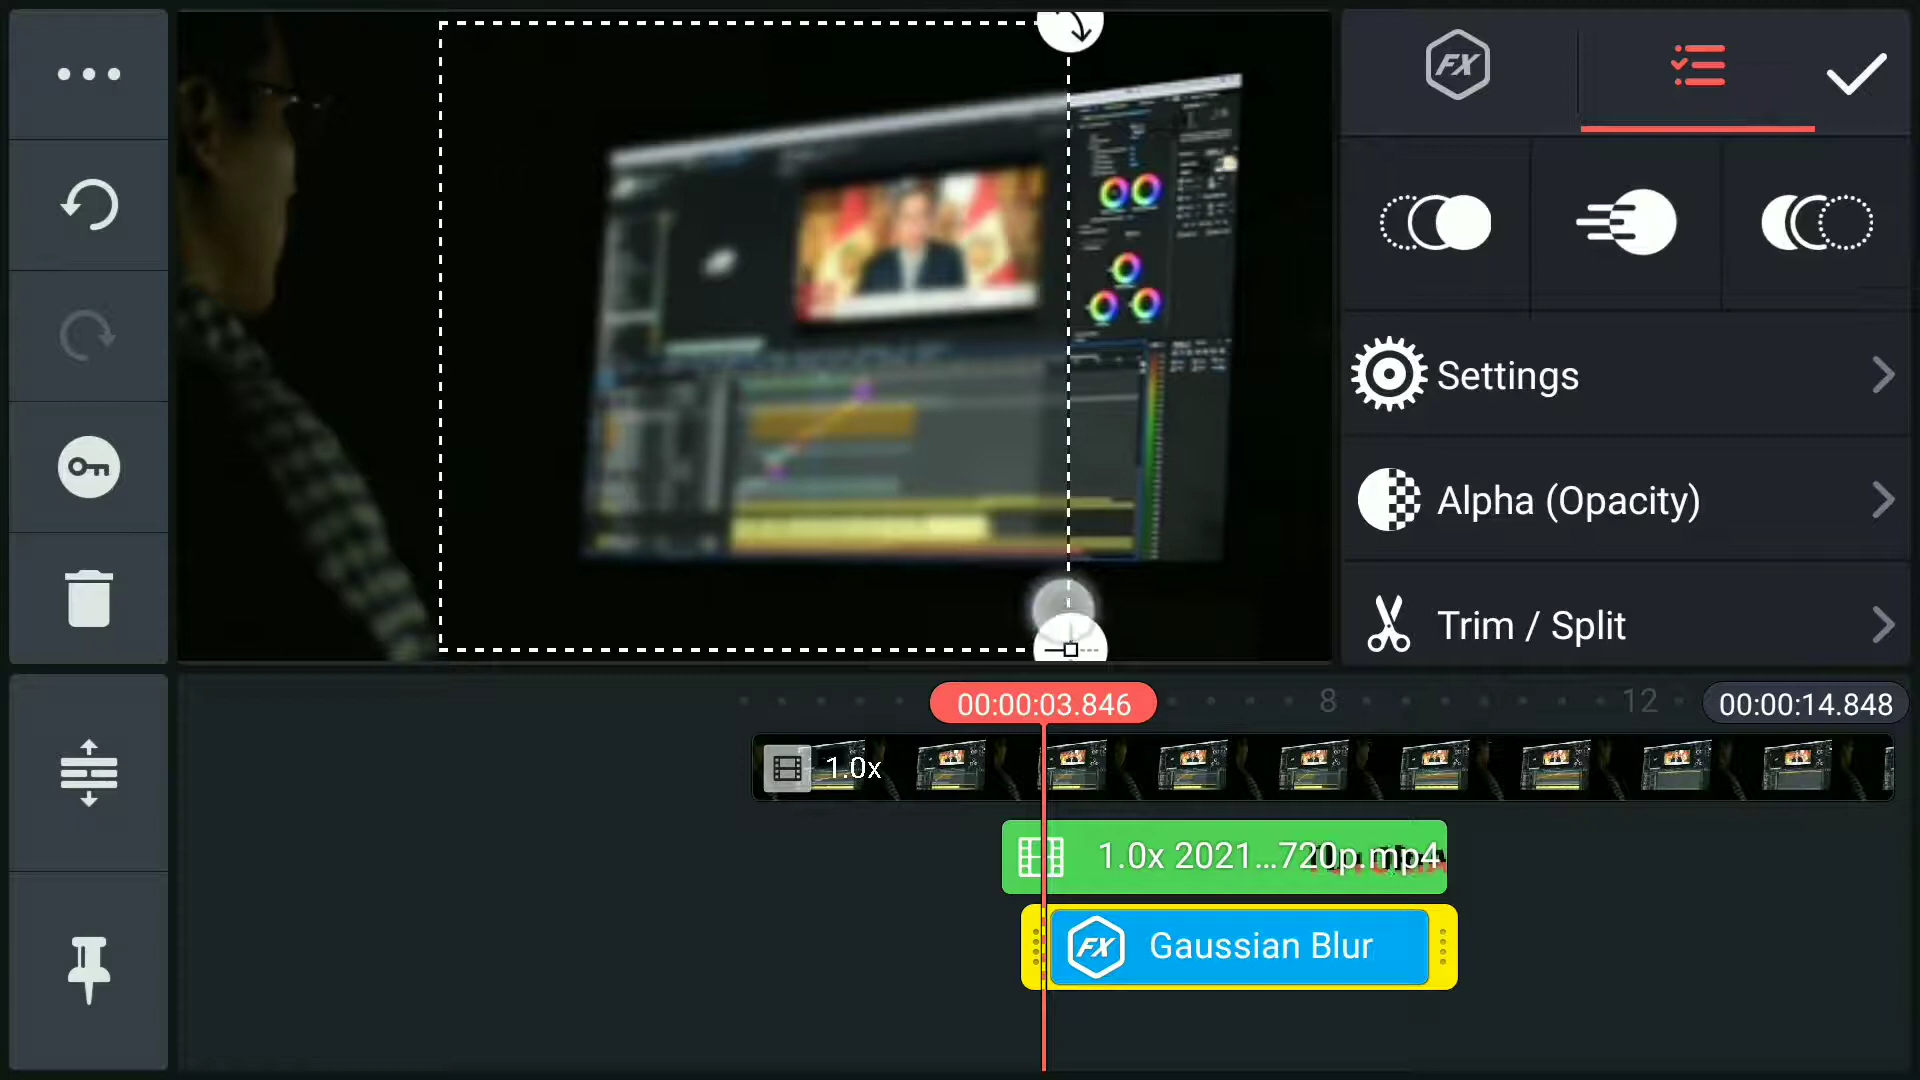 FX
Settings
Alpha (Opacity)
Trim / Split
00:00:03.846
8
12
00:00:14.848
1.0x
1.0x 2021...720p.mp4
FX Gaussian Blur